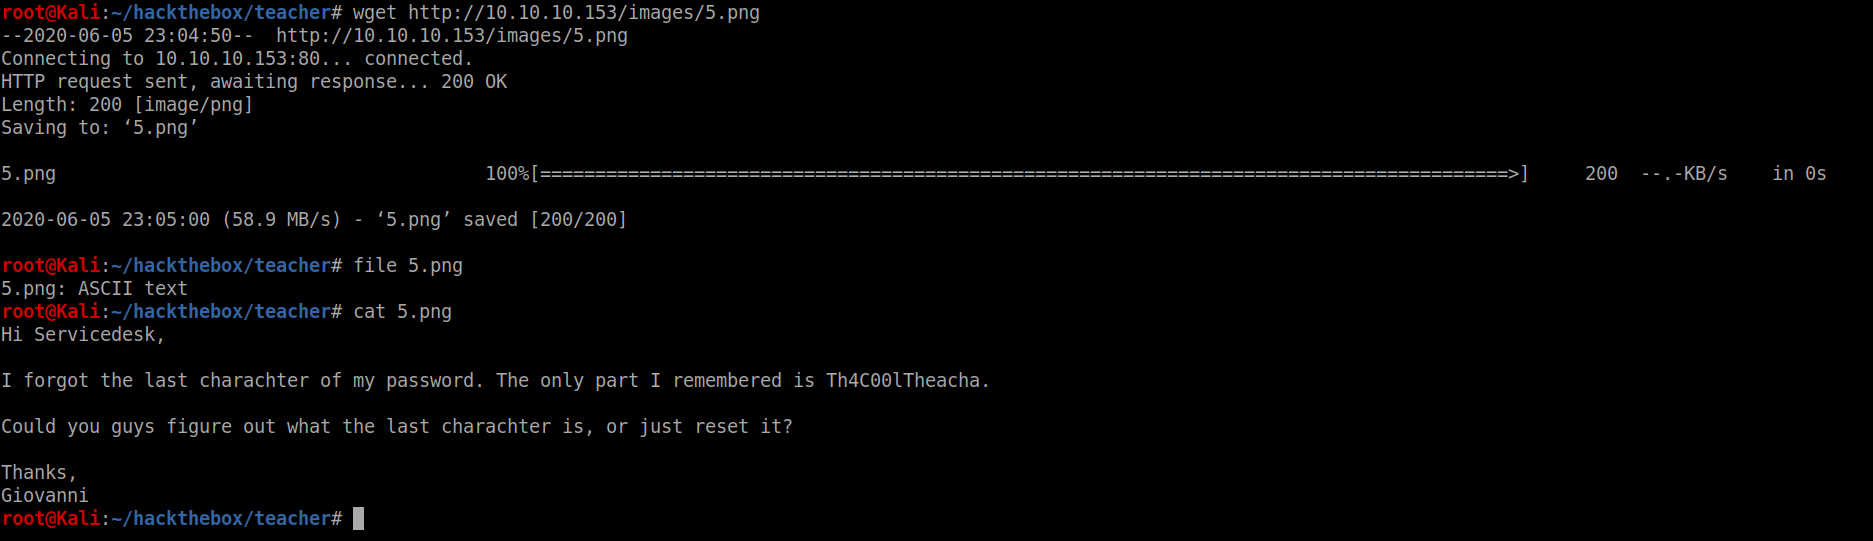 root@Kali:~/hackthebox/teacher# wget http://10.10.10.153/images/5.png
--2020-06-05 23:04:50--  http://10.10.10.153/images/5.png
Connecting to 10.10.10.153:80... connected.
HTTP request sent, awaiting response... 200 OK
Length: 200 [image/png]
Saving to: ‘5.png’
5.png 100%[========================================================================================>] 200 --.-KB/s in 0s
2020-06-05 23:05:00 (58.9 MB/s) - ‘5.png’ saved [200/200]
root@Kali:~/hackthebox/teacher# file 5.png
5.png: ASCII text
root@Kali:~/hackthebox/teacher# cat 5.png
Hi Servicedesk,
I forgot the last charachter of my password. The only part I remembered is Th4C00lTheacha.
Could you guys figure out what the last charachter is, or just reset it?
Thanks,
Giovanni
root@Kali:~/hackthebox/teacher#